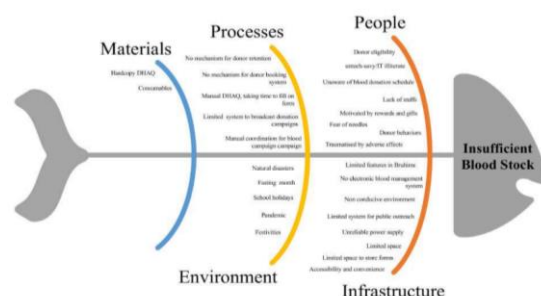 Materials
Hardcopy DHAQ
Consumables
Processes
No mechanism for donor retention
No mechanism for donor booking
system
Manual DHAQ, taking time to fill on
form
Limited system to broadcast donation
campaigns
Manual coordination for blood
campaign campaign
People
Donor eligibility
IT illiterate
Unaware of blood donation schedule
Lack of staffs
Motivated by rewards and gifts
Fear of needles
Donor behaviors
Traumatised by adverse effects
Insufficient
Blood Stock
Natural disasters
Fasting month
School holidays
Pandemic
Festivities
Environment
Limited features in
No electronic blood management
system
Non conducive environment
Limited system for public outreach
Unreliable power supply
Limited space
Limited space to store forms
Accessibility and convenience
Infrastructure